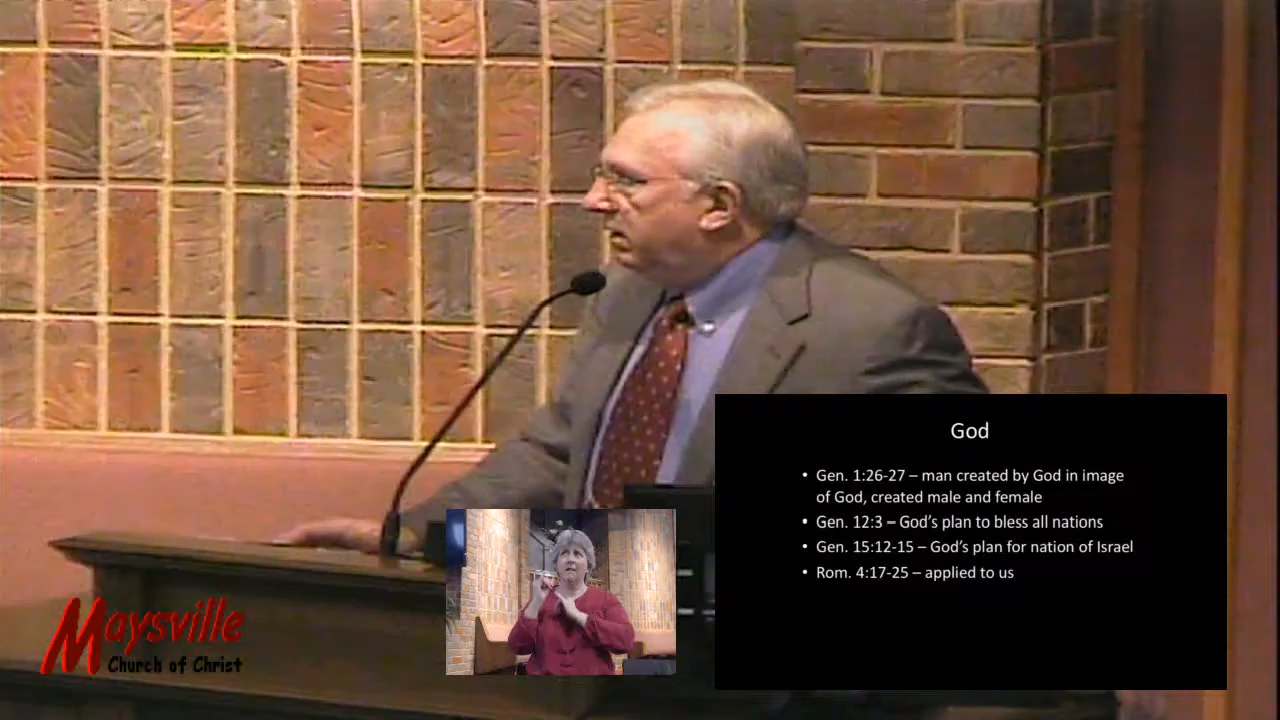 God
• Gen. 1:26-27 – man created by God in image
of God, created male and female
• Gen. 12:3 – God’s plan to bless all nations
• Gen. 15:12-15 – God’s plan for nation of Israel
• Rom. 4:17-25 – applied to us
Maysville
Church of Christ